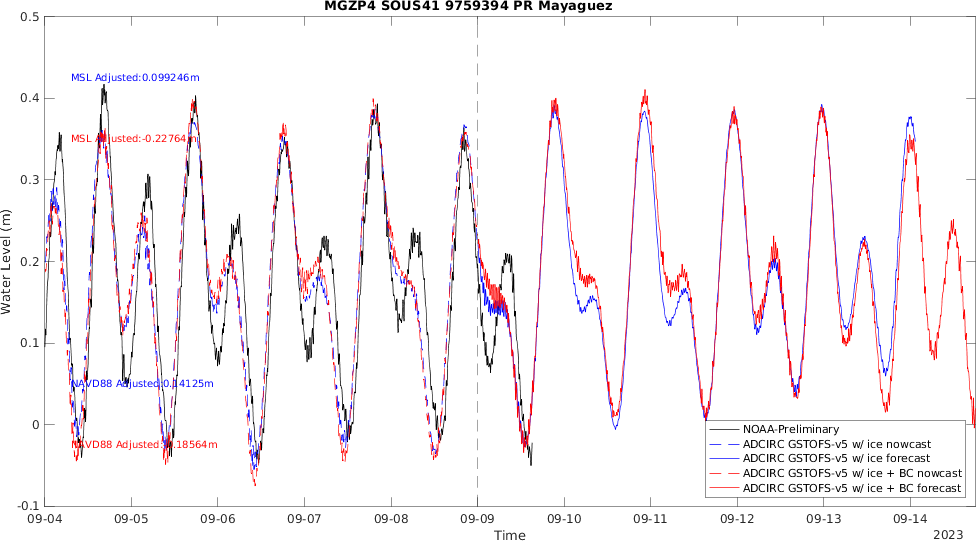 MGZP4 SOUS41 9759394 PR Mayaguez
0.5
0.4
0.3
0.2
0.1
0
-0.1
Water Level (m)
MSL Adjusted:0.099246m
MSL Adjusted:-0.22764m
NAVD88 Adjusted:0.14125m
NAVD88 Adjusted:-0.18564m
NOAA-Preliminary
ADCIRC GSTOFS-v5 w/ ice nowcast
ADCIRC GSTOFS-v5 w/ ice forecast
ADCIRC GSTOFS-v5 w/ ice + BC nowcast
ADCIRC GSTOFS-v5 w/ ice + BC forecast
09-04 09-05 09-06 09-07 09-08 09-09 09-10 09-11 09-12 09-13 09-14
Time
2023